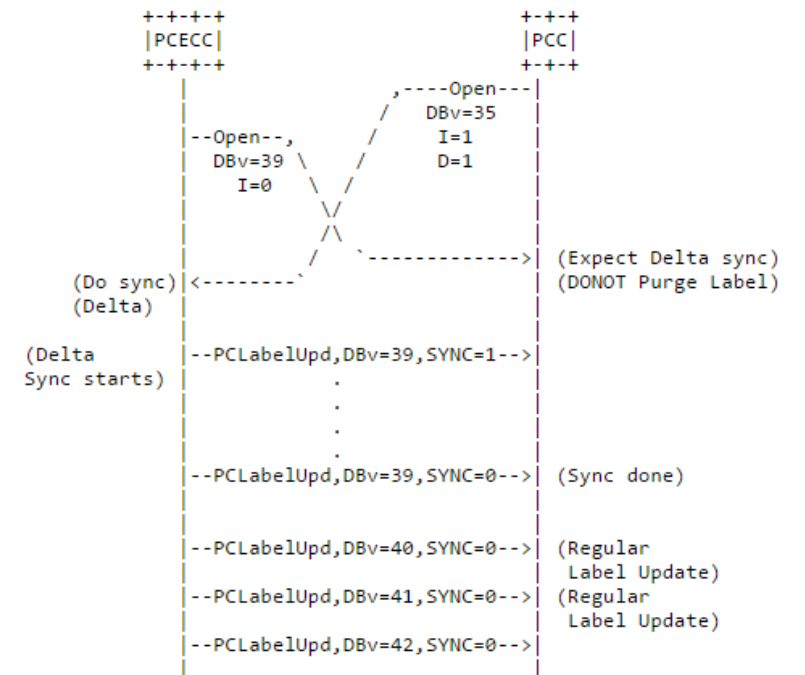 +-+-+-+ +-+-+
|PCECC| |PCC|
+-+-+-+ +-+-+
| ,----Open---|
| / DBv=35 |
|--Open--, / I=1 |
| DBv=39 \ / D=1 |
| I=0 \ / |
| \/ |
| /\ |
| / `------------->| (Expect Delta sync)
(Do sync)|<--------` | (DONOT Purge Label)
(Delta) | |
| |
(Delta |--PCLabelUpd,DBv=39,SYNC=1-->|
Sync starts) | . |
| . |
| . |
| . |
|--PCLabelUpd,DBv=39,SYNC=0-->| (Sync done)
| |
| |
|--PCLabelUpd,DBv=40,SYNC=0-->| (Regular
| | Label Update)
|--PCLabelUpd,DBv=41,SYNC=0-->| (Regular
| | Label Update)
|--PCLabelUpd,DBv=42,SYNC=0-->|
| |